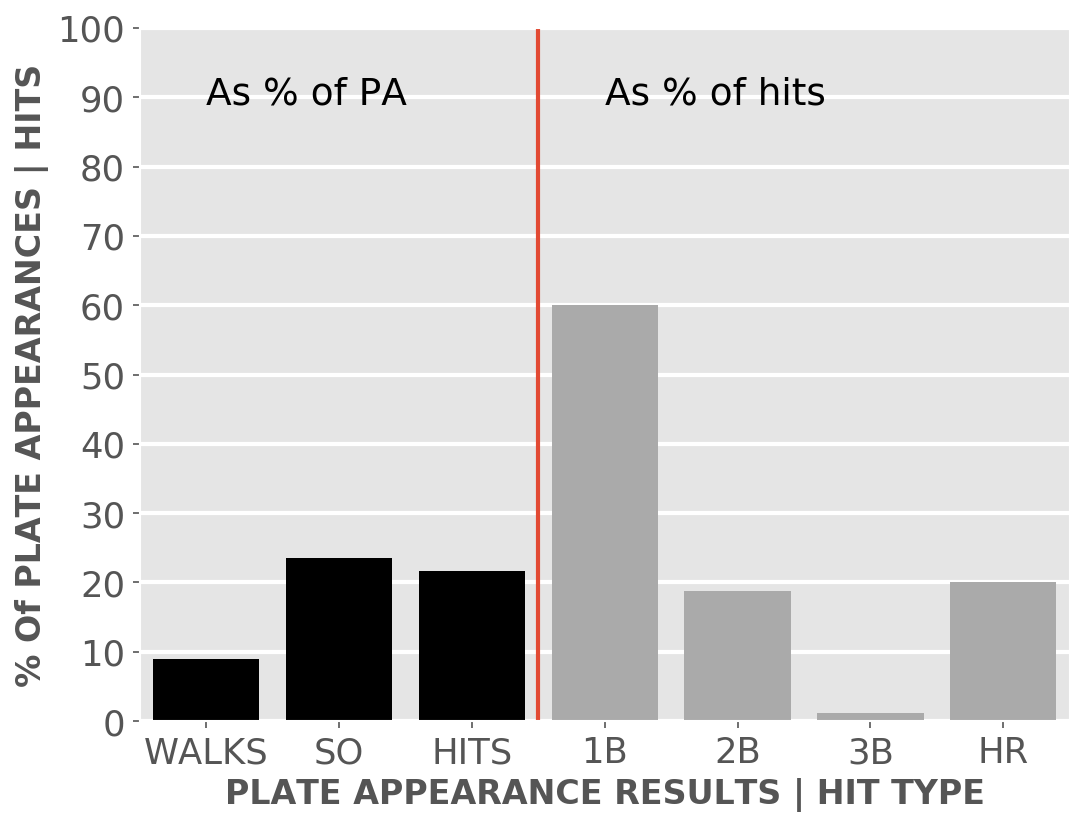 % Of PLATE APPEARANCES | HITS
100
90
80
70
60
50
40
30
20
10
0
As % of PA
As % of hits
WALKS SO HITS 1B 2B 3B HR
PLATE APPEARANCE RESULTS | HIT TYPE